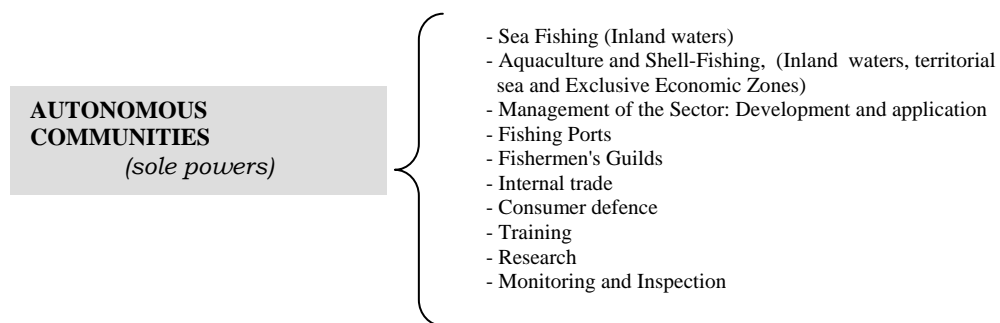 AUTONOMOUS
COMMUNITIES
(sole powers)
- Sea Fishing (Inland waters)
- Aquaculture and Shell-Fishing, (Inland waters, territorial
sea and Exclusive Economic Zones)
- Management of the Sector: Development and application
- Fishing Ports
- Fishermen's Guilds
- Internal trade
- Consumer defence
- Training
- Research
- Monitoring and Inspection